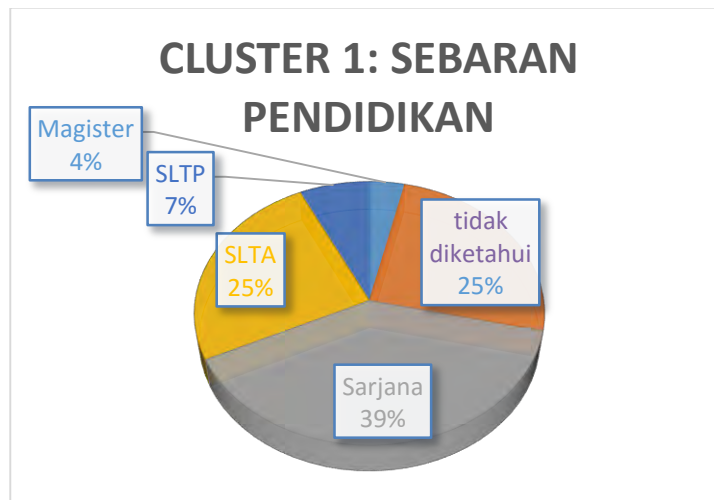 CLUSTER 1: SEBARAN
PENDIDIKAN
Magister
4%
SLTP
7%
tidak
diketahui
25%
SLTA
25%
Sarjana
39%